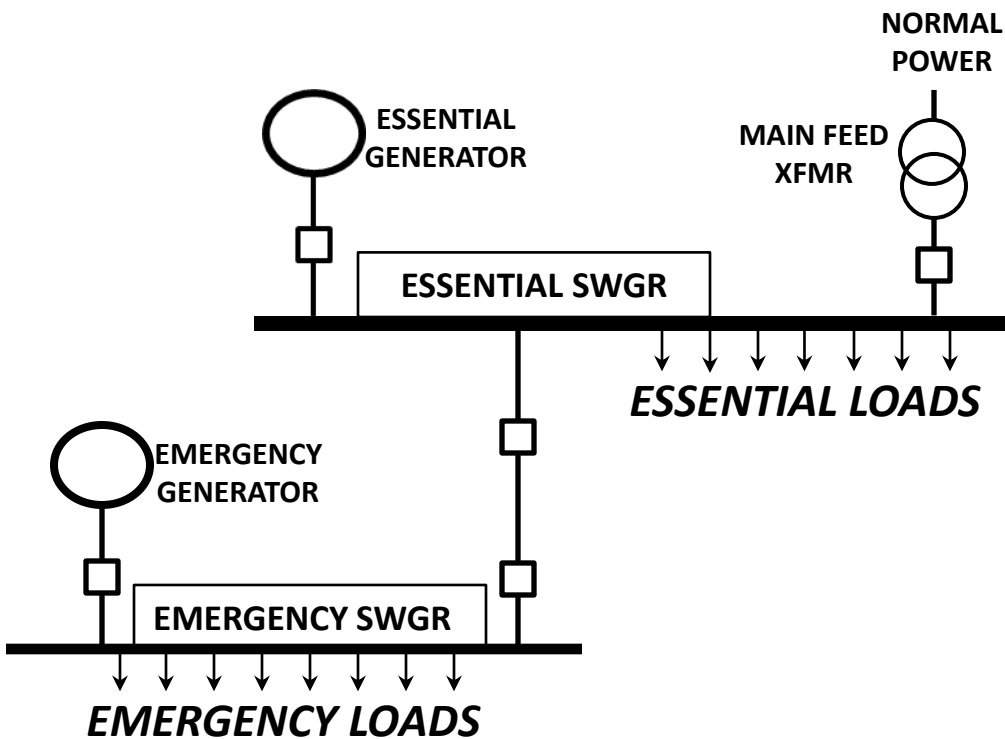 NORMAL
POWER
ESSENTIAL
GENERATOR
MAIN FEED
XFMR
ESSENTIAL SWGR
ESSENTIAL LOADS
EMERGENCY
GENERATOR
EMERGENCY SWGR
EMERGENCY LOADS